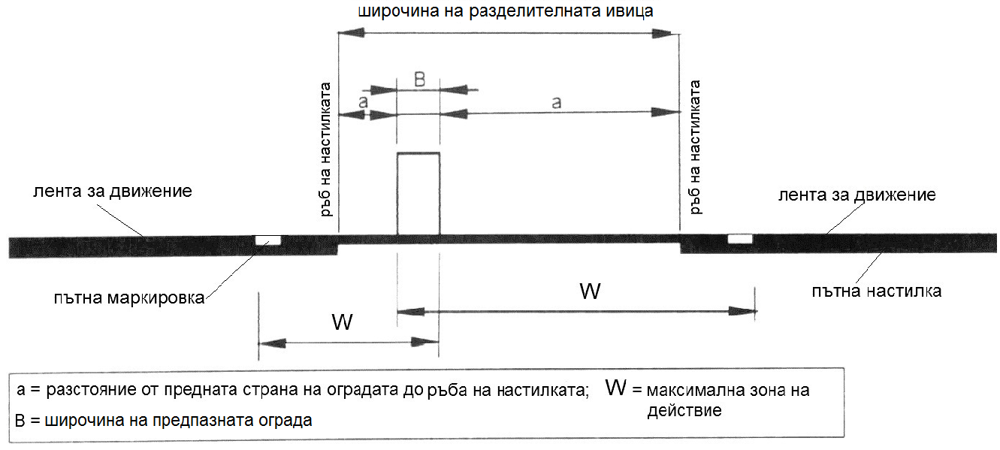 широчина на разделителната ивица
B
a
a
ръб на настилката
ръб на настилката
лента за движение
лента за движение
пътна маркировка
пътна настилка
W
W
a = разстояние от предната страна на оградата до ръба на настилката; W = максимална зона на действие
B = широчина на предпазната ограда